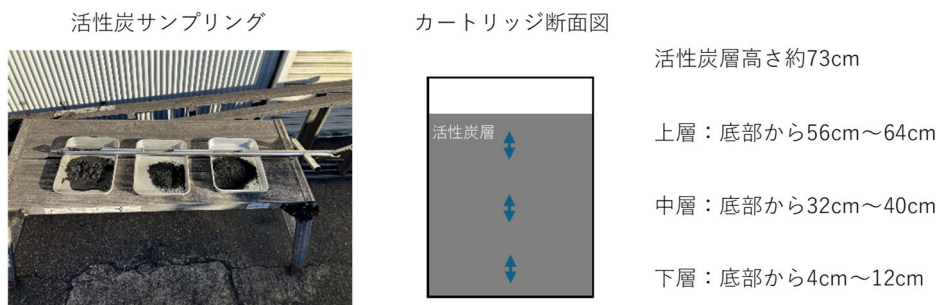 活性炭サンプリング
カートリッジ断面図
活性炭層高さ約73cm
活性炭層
上層：底部から56cm～64cm
中層：底部から32cm～40cm
下層：底部から4cm～12cm